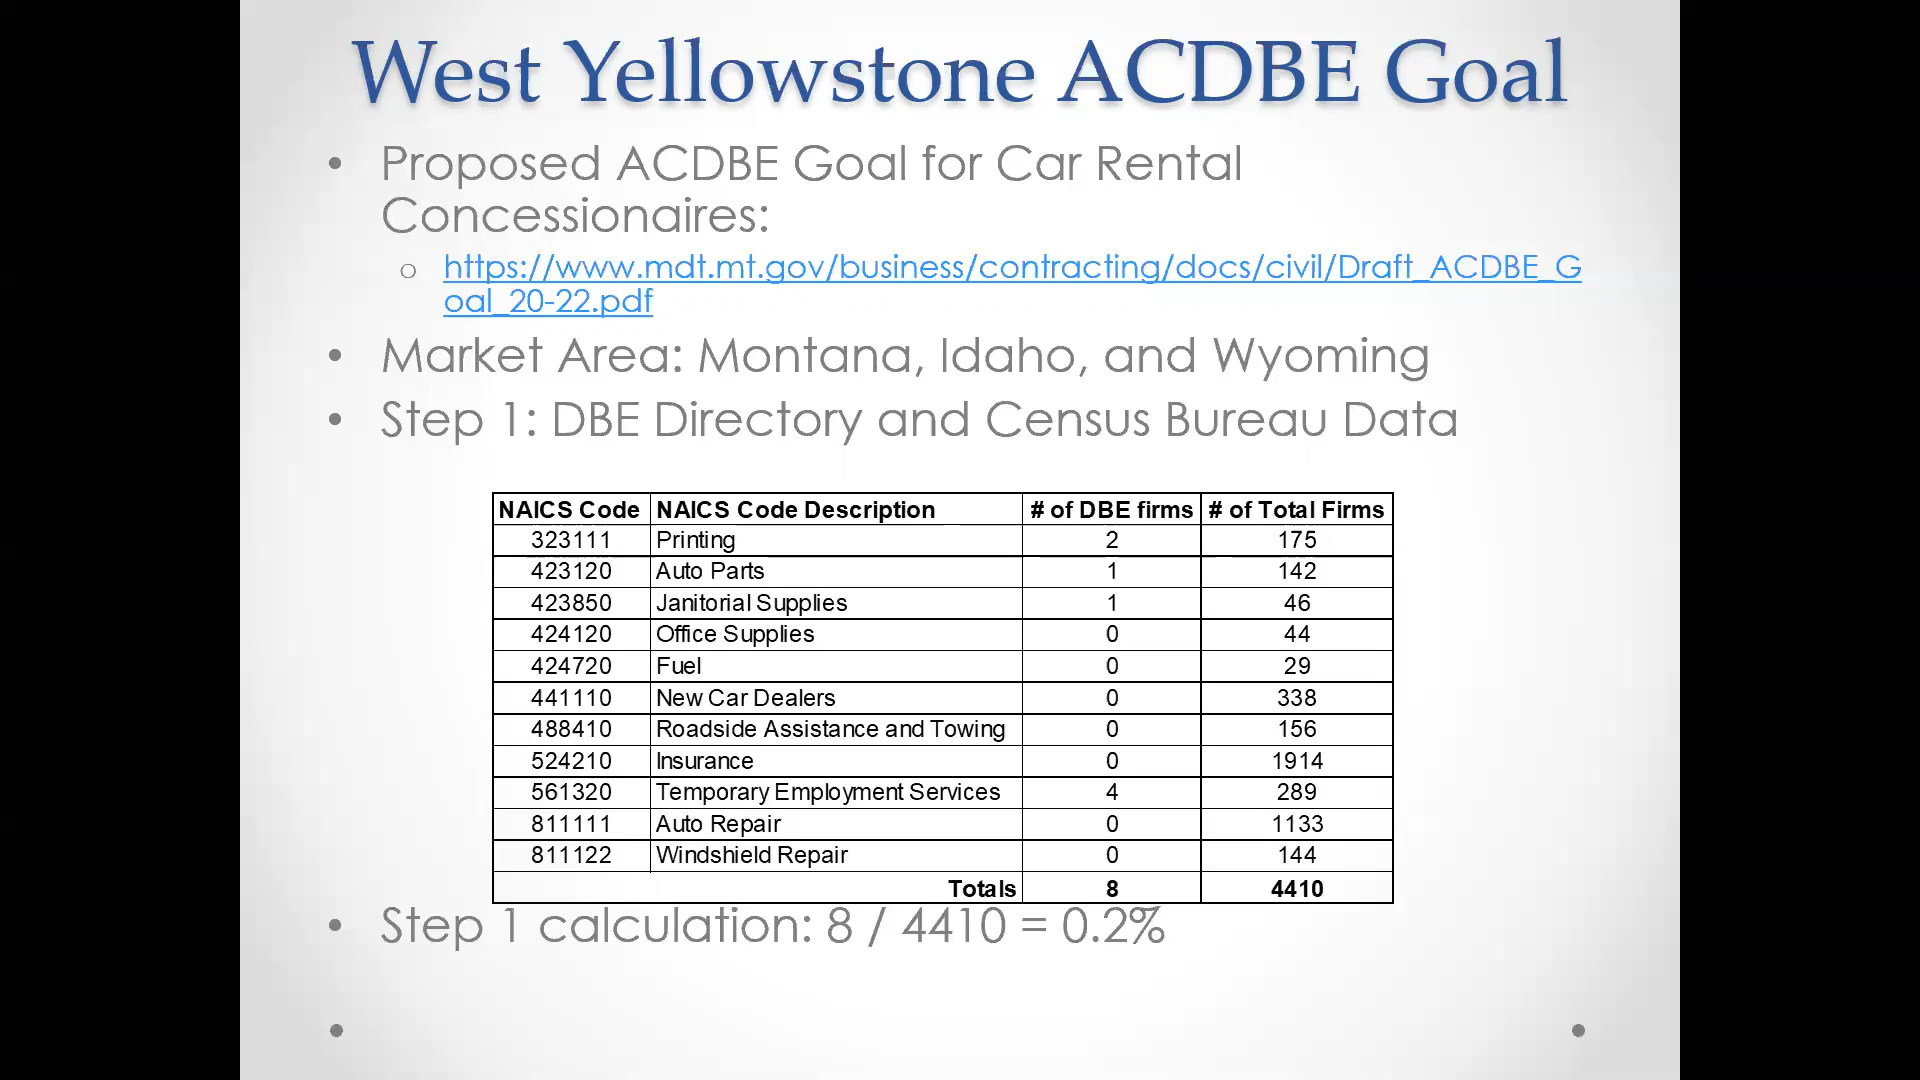 West Yellowstone ACDBE Goal
• Proposed ACDBE Goal for Car Rental
Concessionaires:
○ https://www.mdt.mt.gov/business/contracting/docs/civil/Draft_ACDBE_G
oal_20-22.pdf
• Market Area: Montana, Idaho, and Wyoming
• Step 1: DBE Directory and Census Bureau Data
NAICS Code NAICS Code Description # of DBE firms # of Total Firms
323111 Printing 2 175
423120 Auto Parts 1 142
423850 Janitorial Supplies 1 46
424120 Office Supplies 0 44
424720 Fuel 0 29
441110 New Car Dealers 0 338
488410 Roadside Assistance and Towing 0 156
524210 Insurance 0 1914
561320 Temporary Employment Services 4 289
811111 Auto Repair 0 1133
811122 Windshield Repair 0 144
Totals 8 4410
• Step 1 calculation: 8 / 4410 = 0.2%